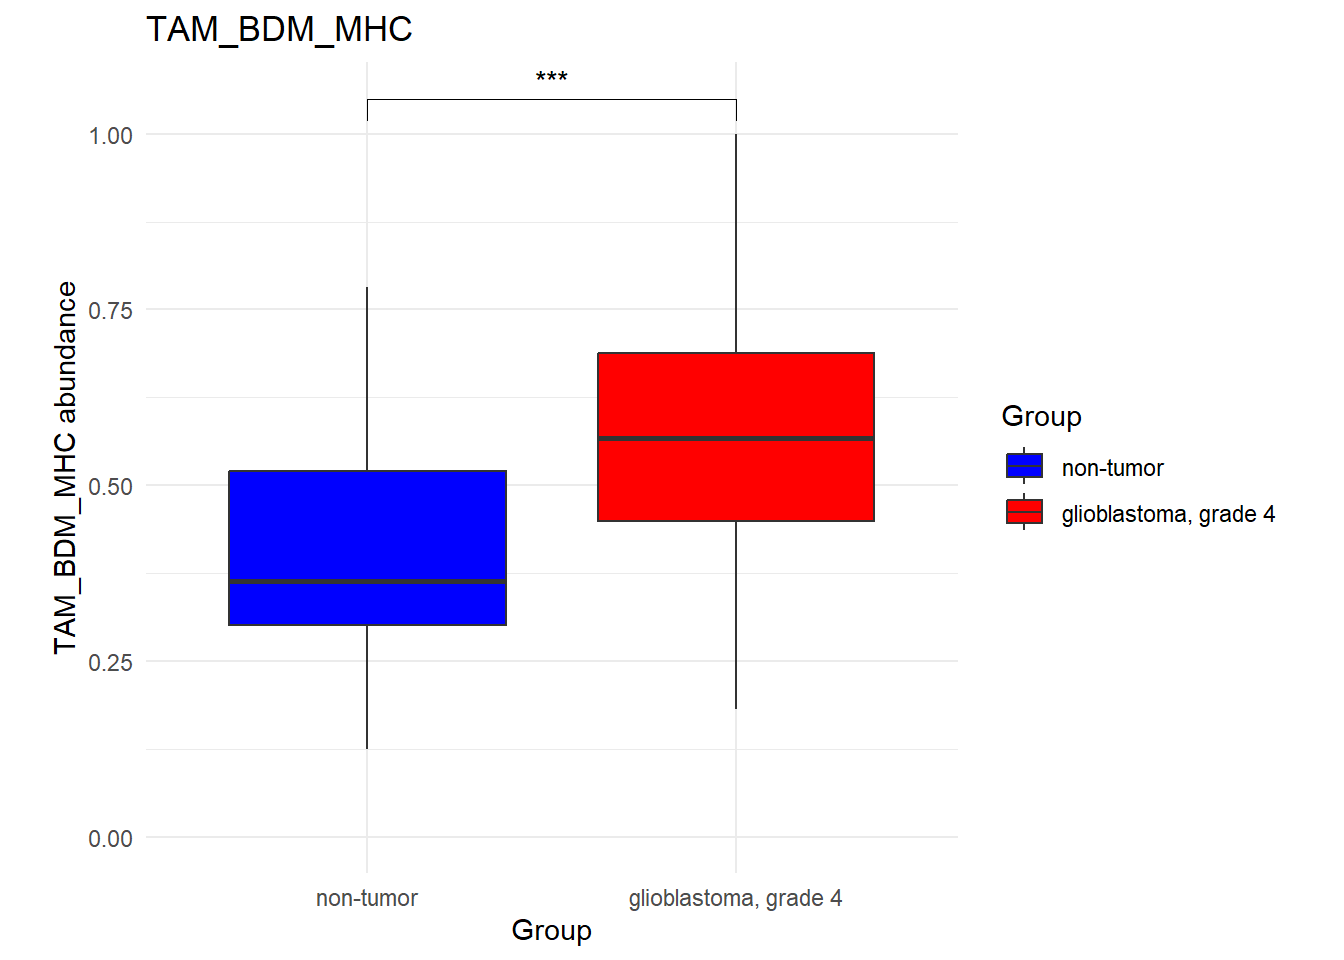 TAM_BDM_MHC
***
1.00
0.75
0.50
0.25
0.00
TAM_BDM_MHC abundance
non-tumor
glioblastoma, grade 4
Group
Group
non-tumor
glioblastoma, grade 4